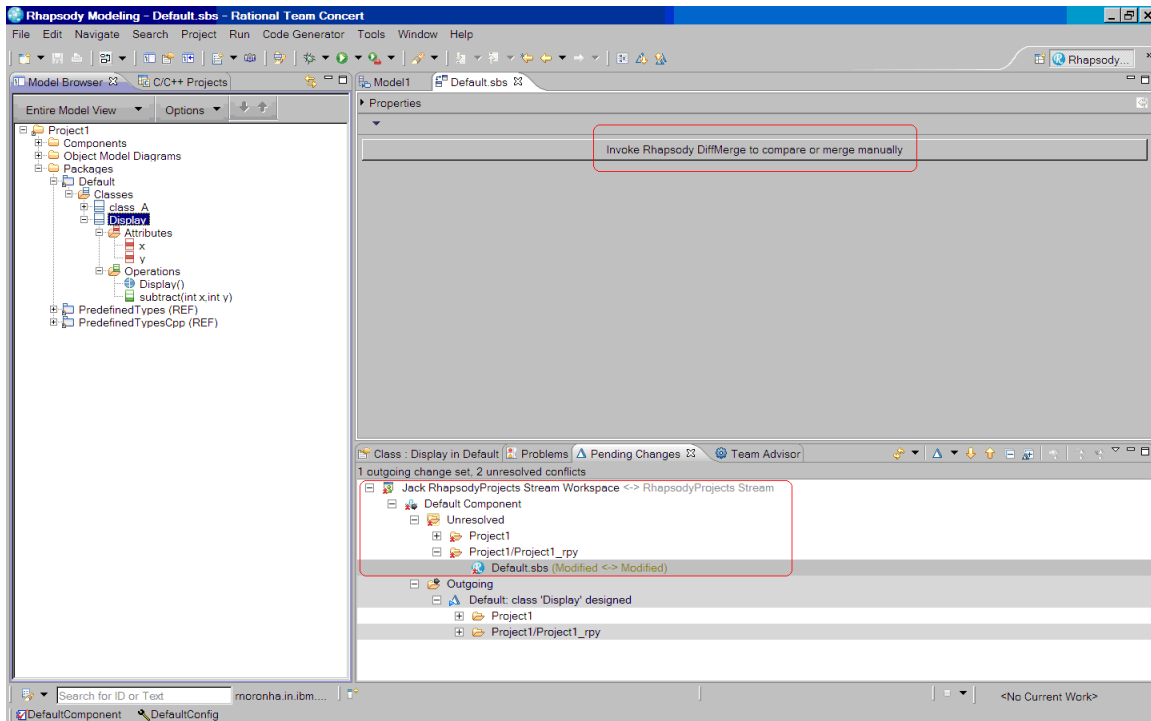 Rhapsody Modeling - Default.sbs - Rational Team Concert
File Edit Navigate Search Project Run Code Generator Tools Window Help
Rhapsody...
Model Browser
C/C++ Projects
Model1
Default.sbs
Entire Model View
Options
Properties
Invoke Rhapsody DiffMerge to compare or merge manually
Project1
Components
Object Model Diagrams
Packages
Default
Classes
class_A
Display
Attributes
x
y
Operations
Display()
subtract(int x,int y)
PredefinedTypes (REF)
PredefinedTypesCpp (REF)
Class : Display in Default
Problems
Pending Changes
Team Advisor
1 outgoing change set, 2 unresolved conflicts
Jack RhapsodyProjects Stream Workspace <-> RhapsodyProjects Stream
Default Component
Unresolved
Project1
Project1/Project1_rpy
Default.sbs (Modified <-> Modified)
Outgoing
Default: class 'Display' designed
Project1
Project1/Project1_rpy
Search for ID or Text
rnoronha.in.ibm....
<No Current Work>
DefaultComponent
DefaultConfig